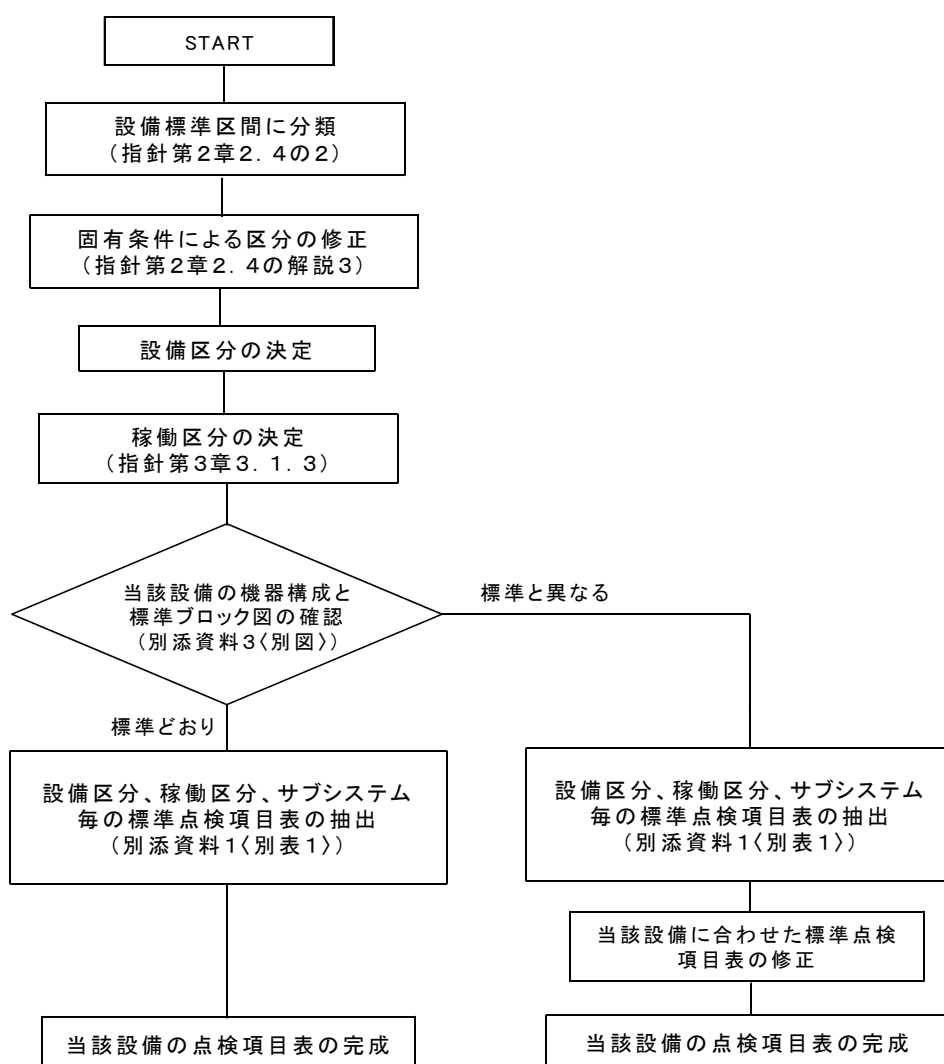 START
設備標準区間に分類
(指針第2章2.4の2)
固有条件による区分の修正
(指針第2章2.4の解説3)
設備区分の決定
稼働区分の決定
(指針第3章3.1.3)
当該設備の機器構成と
標準ブロック図の確認
(別添資料3〈別図〉)
標準と異なる
標準どおり
設備区分、稼働区分、サブシステム
毎の標準点検項目表の抽出
(別添資料1〈別表1〉)
当該設備の点検項目表の完成
設備区分、稼働区分、サブシステム
毎の標準点検項目表の抽出
(別添資料1〈別表1〉)
当該設備に合わせた標準点検
項目表の修正
当該設備の点検項目表の完成